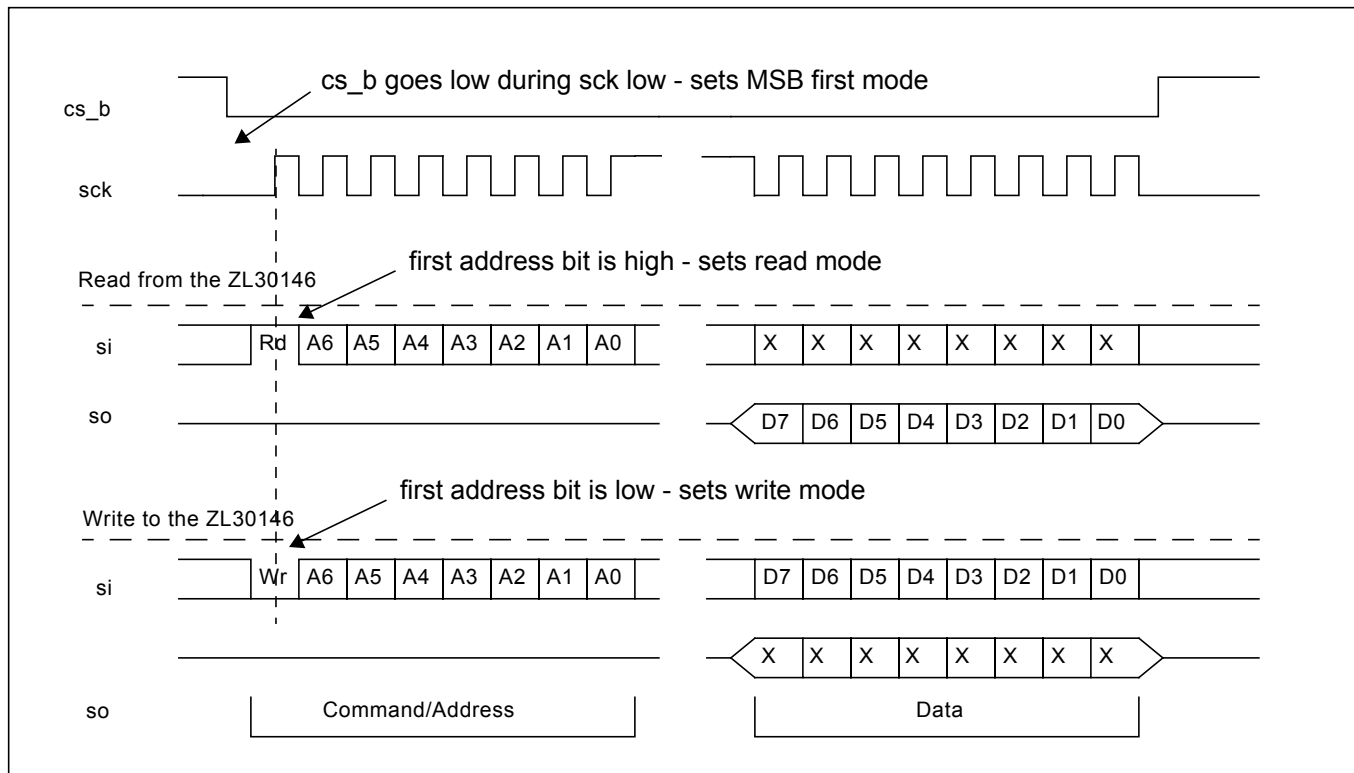 cs_b goes low during sck low - sets MSB first mode
cs_b
sck
first address bit is high - sets read mode
Read from the ZL30146
si Rd A6 A5 A4 A3 A2 A1 A0 X X X X X X X X
so D7 D6 D5 D4 D3 D2 D1 D0
first address bit is low - sets write mode
Write to the ZL30146
si Wr A6 A5 A4 A3 A2 A1 A0 D7 D6 D5 D4 D3 D2 D1 D0
X X X X X X X X
so Command/Address Data